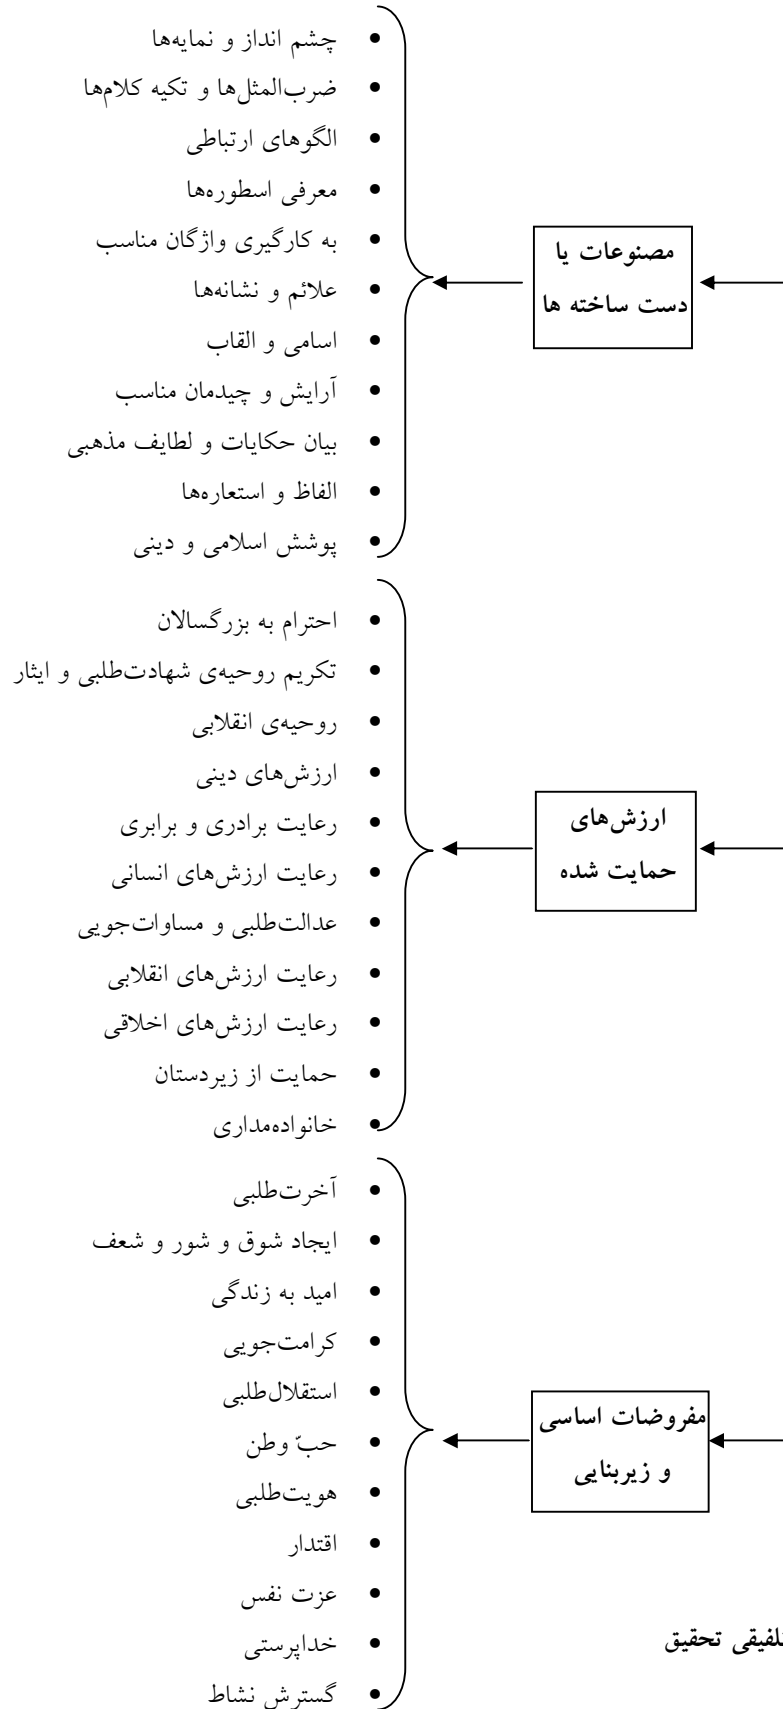 چشم انداز و نمایه‌ها
ضرب‌المثل‌ها و تکیه کلام‌ها
الگوهای ارتباطی
معرفی اسطوره‌ها
به کارگیری واژگان مناسب
علائم و نشانه‌ها
اسامی و القاب
آرایش و چیدمان مناسب
بیان حکایات و لطایف مذهبی
الفاظ و استعاره‌ها
پوشش اسلامی و دینی
مصنوعات یا
دست ساخته ها
احترام به بزرگسالان
تکریم روحیه‌ی شهادت‌طلبی و ایثار
روحیه‌ی انقلابی
ارزش‌های دینی
رعایت برادری و برابری
رعایت ارزش‌های انسانی
عدالت‌طلبی و مساوات‌جویی
رعایت ارزش‌های انقلابی
رعایت ارزش‌های اخلاقی
حمایت از زیردستان
خانواده‌مداری
ارزش‌های
حمایت شده
آخرت‌طلبی
ایجاد شوق و شور و شعف
امید به زندگی
کرامت‌جویی
استقلال‌طلبی
حبّ وطن
هویت‌طلبی
اقتدار
عزت نفس
خداپرستی
گسترش نشاط
مفروضات اساسی
و زیربنایی
تلفیقی تحقیق